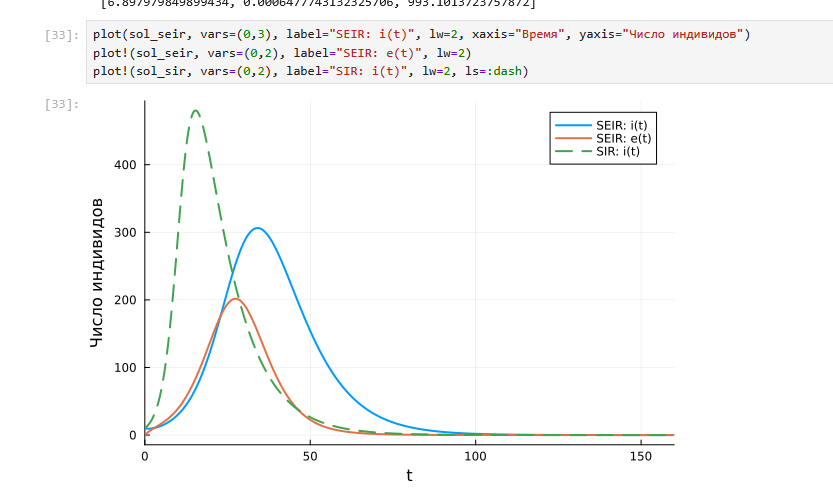 [6.897979849899434, 0.0006477743132325706, 993.1013723757872]
[33]: plot(sol_seir, vars=(0,3), label="SEIR: i(t)", lw=2, xaxis="Время", yaxis="Число индивидов")
plot!(sol_seir, vars=(0,2), label="SEIR: e(t)", lw=2)
plot!(sol_sir, vars=(0,2), label="SIR: i(t)", lw=2, ls=:dash)
[33]:
SEIR: i(t)
SEIR: e(t)
SIR: i(t)
400
300
200
100
0
Число индивидов
0 50 100 150
t